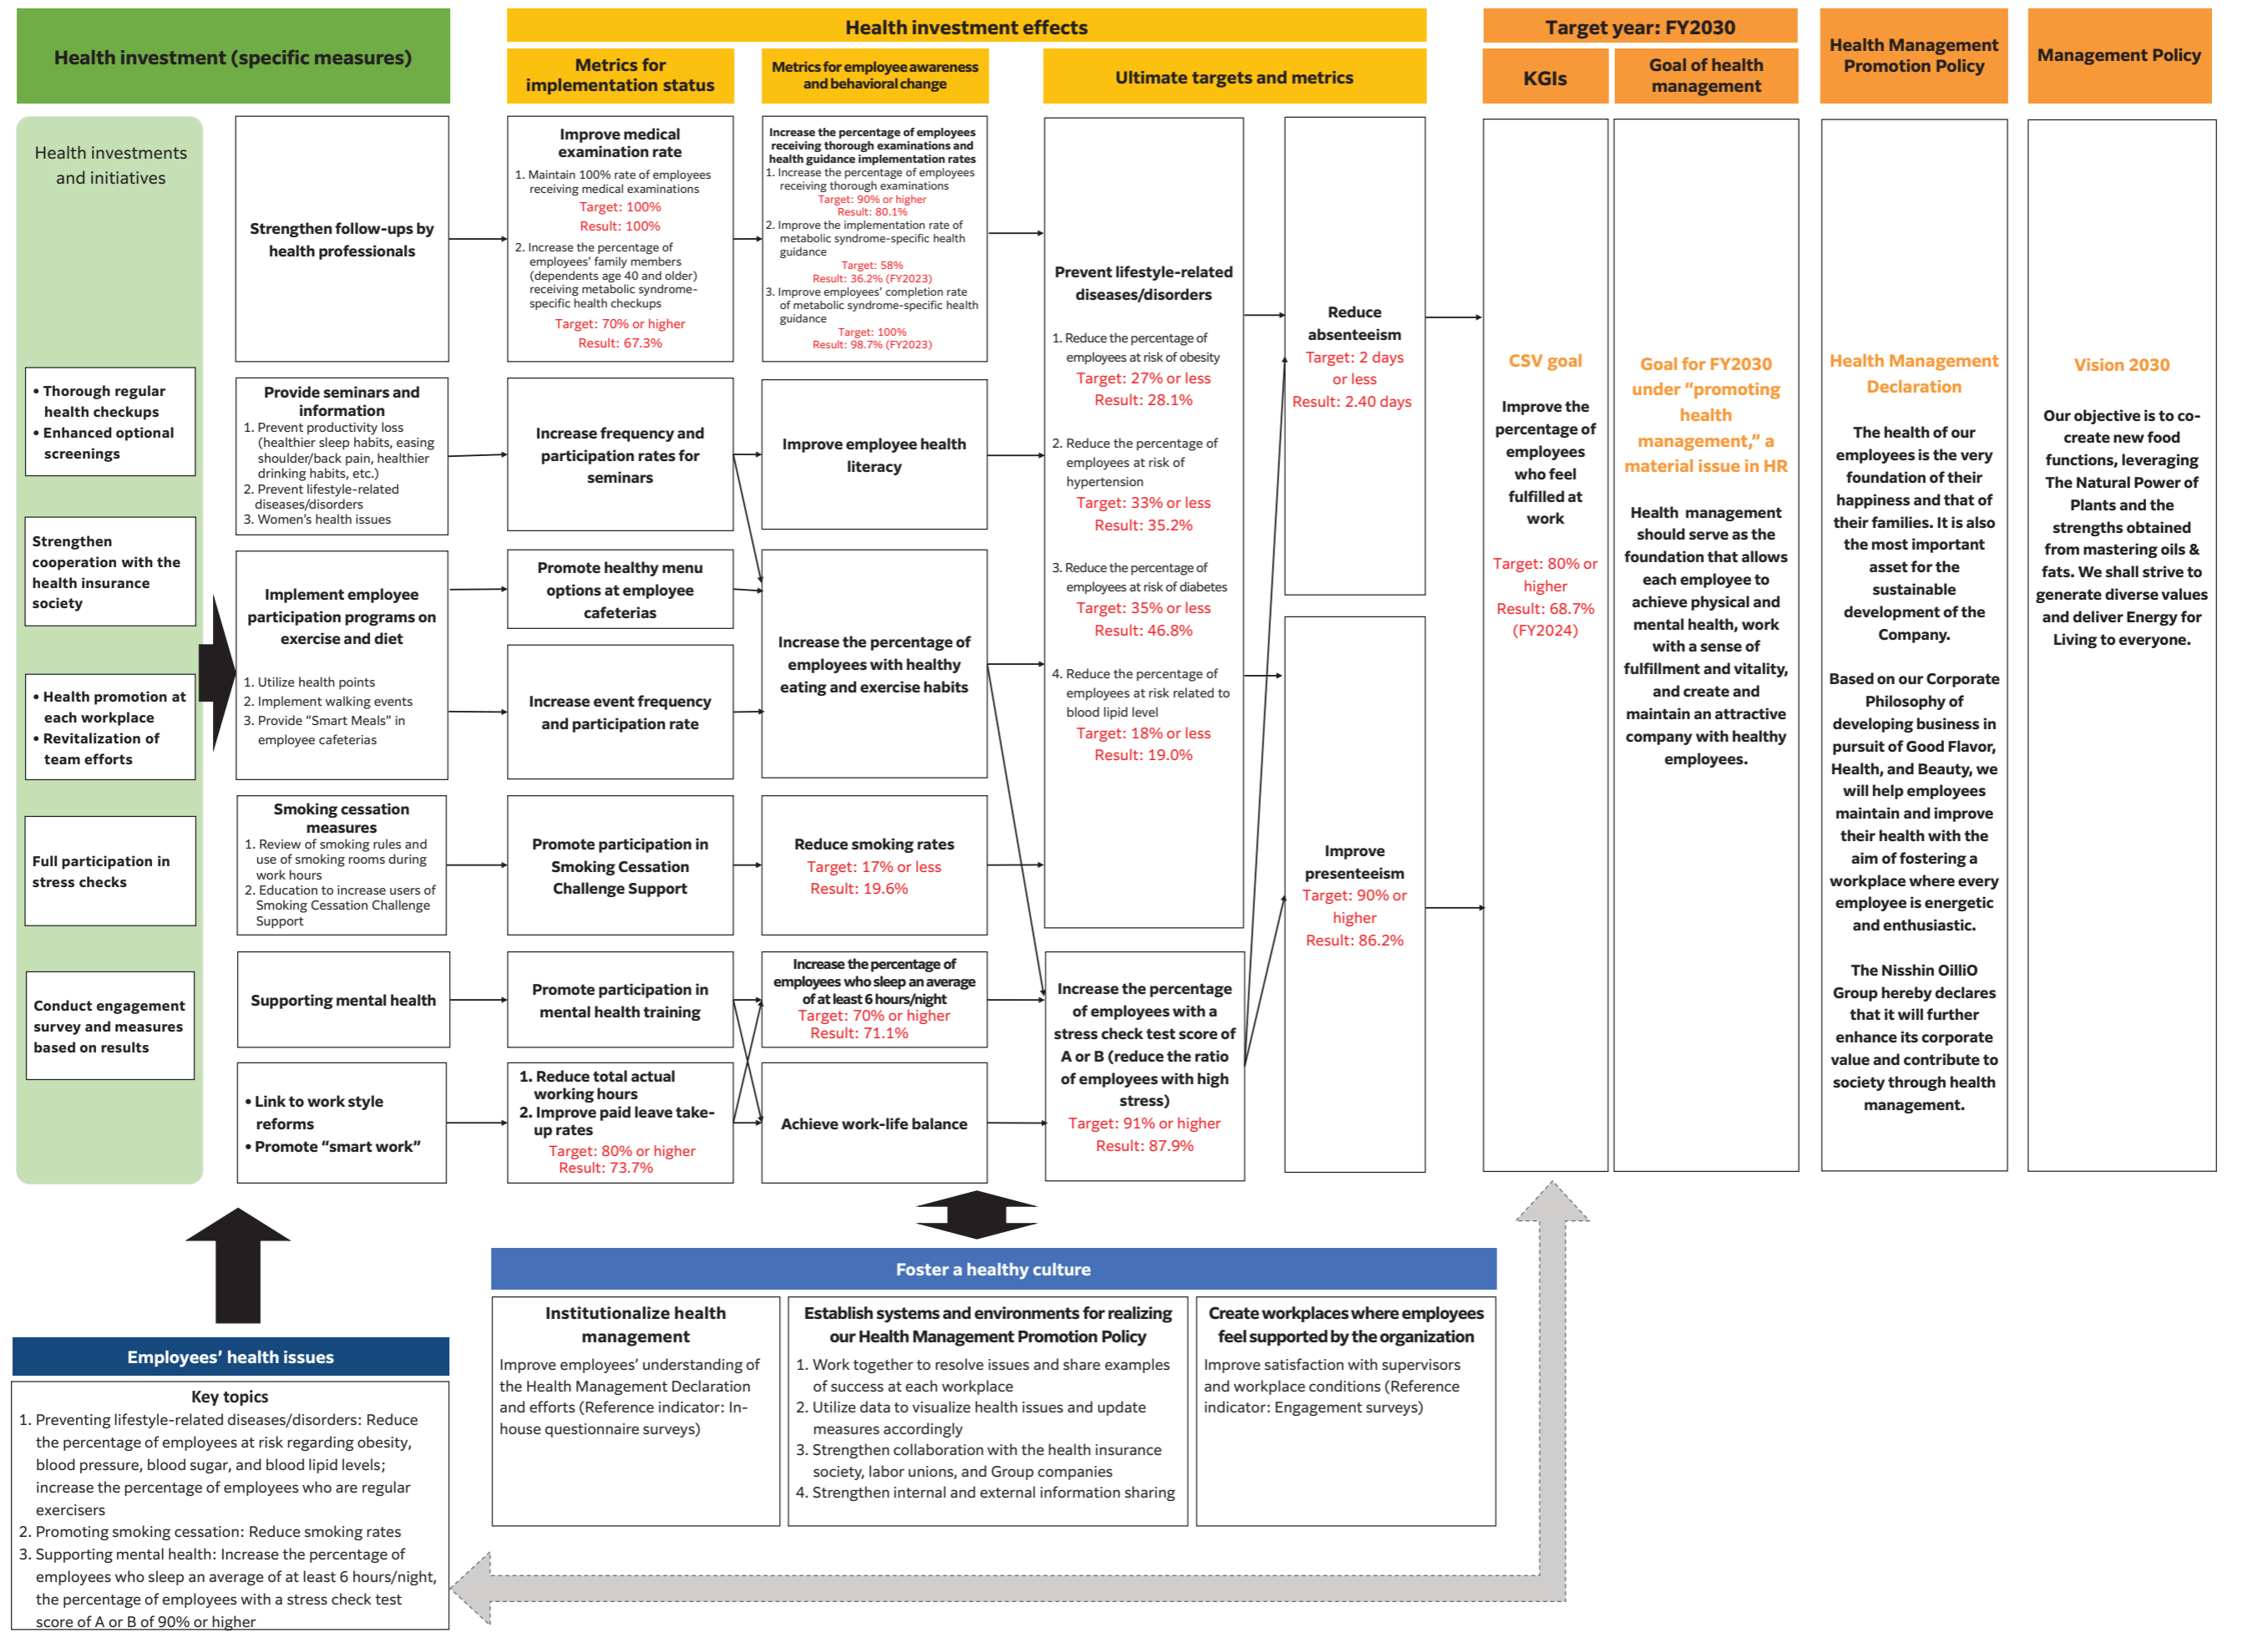 Health investment (specific measures)
Health investment effects
Metrics for
implementation status
Metrics for employee awareness
and behavioral change
Ultimate targets and metrics
Target year: FY2030
KGIs
Goal of health
management
Health Management
Promotion Policy
Management Policy
Health investments
and initiatives
• Thorough regular
health checkups
• Enhanced optional
screenings
Strengthen
cooperation with the
health insurance
society
• Health promotion at
each workplace
• Revitalization of
team efforts
Full participation in
stress checks
Conduct engagement
survey and measures
based on results
Strengthen follow-ups by
health professionals
Provide seminars and
information
1. Prevent productivity loss
(healthier sleep habits, easing
shoulder/back pain, healthier
drinking habits, etc.)
2. Prevent lifestyle-related
diseases/disorders
3. Women's health issues
Implement employee
participation programs on
exercise and diet
1. Utilize health points
2. Implement walking events
3. Provide "Smart Meals" in
employee cafeterias
Smoking cessation
measures
1. Review of smoking rules and
use of smoking rooms during
work hours
2. Education to increase users of
Smoking Cessation Challenge
Support
Supporting mental health
• Link to work style
reforms
• Promote "smart work"
Improve medical
examination rate
1. Maintain 100% rate of employees
receiving medical examinations
Target: 100%
Result: 100%
2. Increase the percentage of
employees' family members
(dependents age 40 and older)
receiving metabolic syndrome-
specific health checkups
Target: 70% or higher
Result: 67.3%
Increase frequency and
participation rates for
seminars
Promote healthy menu
options at employee
cafeterias
Increase event frequency
and participation rate
Promote participation in
Smoking Cessation
Challenge Support
Promote participation in
mental health training
1. Reduce total actual
working hours
2. Improve paid leave take-
up rates
Target: 80% or higher
Result: 73.7%
Increase the percentage of employees
receiving thorough examinations and
health guidance implementation rates
1. Increase the percentage of employees
receiving thorough examinations
Target: 90% or higher
Result: 80.1%
2. Improve the implementation rate of
metabolic syndrome-specific health
guidance
Target: 58%
Result: 36.2% (FY2023)
3. Improve employees' completion rate
of metabolic syndrome-specific health
guidance
Target: 100%
Result: 98.7% (FY2023)
Improve employee health
literacy
Increase the percentage of
employees with healthy
eating and exercise habits
Reduce smoking rates
Target: 17% or less
Result: 19.6%
Increase the percentage of
employees who sleep an average
of at least 6 hours/night
Target: 70% or higher
Result: 71.1%
Achieve work-life balance
Prevent lifestyle-related
diseases/disorders
1. Reduce the percentage of
employees at risk of obesity
Target: 27% or less
Result: 28.1%
2. Reduce the percentage of
employees at risk of
hypertension
Target: 33% or less
Result: 35.2%
3. Reduce the percentage of
employees at risk of diabetes
Target: 35% or less
Result: 46.8%
4. Reduce the percentage of
employees at risk related to
blood lipid level
Target: 18% or less
Result: 19.0%
Increase the percentage
of employees with a
stress check test score of
A or B (reduce the ratio
of employees with high
stress)
Target: 91% or higher
Result: 87.9%
Reduce
absenteeism
Target: 2 days
or less
Result: 2.40 days
Improve
presenteeism
Target: 90% or
higher
Result: 86.2%
CSV goal
Improve the
percentage of
employees
who feel
fulfilled at
work
Target: 80% or
higher
Result: 68.7%
(FY2024)
Goal for FY2030
under "promoting
health
management," a
material issue in HR
Health management
should serve as the
foundation that allows
each employee to
achieve physical and
mental health, work
with a sense of
fulfillment and vitality,
and create and
maintain an attractive
company with healthy
employees.
Health Management
Declaration
The health of our
employees is the very
foundation of their
happiness and that of
their families. It is also
the most important
asset for the
sustainable
development of the
Company.
Based on our Corporate
Philosophy of
developing business in
pursuit of Good Flavor,
Health, and Beauty, we
will help employees
maintain and improve
their health with the
aim of fostering a
workplace where every
employee is energetic
and enthusiastic.
The Nisshin OilliO
Group hereby declares
that it will further
enhance its corporate
value and contribute to
society through health
management.
Vision 2030
Our objective is to co-
create new food
functions, leveraging
The Natural Power of
Plants and the
strengths obtained
from mastering oils &
fats. We shall strive to
generate diverse values
and deliver Energy for
Living to everyone.
Foster a healthy culture
Institutionalize health
management
Improve employees' understanding of
the Health Management Declaration
and efforts (Reference indicator: In-
house questionnaire surveys)
Establish systems and environments for realizing
our Health Management Promotion Policy
1. Work together to resolve issues and share examples
of success at each workplace
2. Utilize data to visualize health issues and update
measures accordingly
3. Strengthen collaboration with the health insurance
society, labor unions, and Group companies
4. Strengthen internal and external information sharing
Create workplaces where employees
feel supported by the organization
Improve satisfaction with supervisors
and workplace conditions (Reference
indicator: Engagement surveys)
Employees' health issues
Key topics
1. Preventing lifestyle-related diseases/disorders: Reduce
the percentage of employees at risk regarding obesity,
blood pressure, blood sugar, and blood lipid levels;
increase the percentage of employees who are regular
exercisers
2. Promoting smoking cessation: Reduce smoking rates
3. Supporting mental health: Increase the percentage of
employees who sleep an average of at least 6 hours/night,
the percentage of employees with a stress check test
score of A or B of 90% or higher